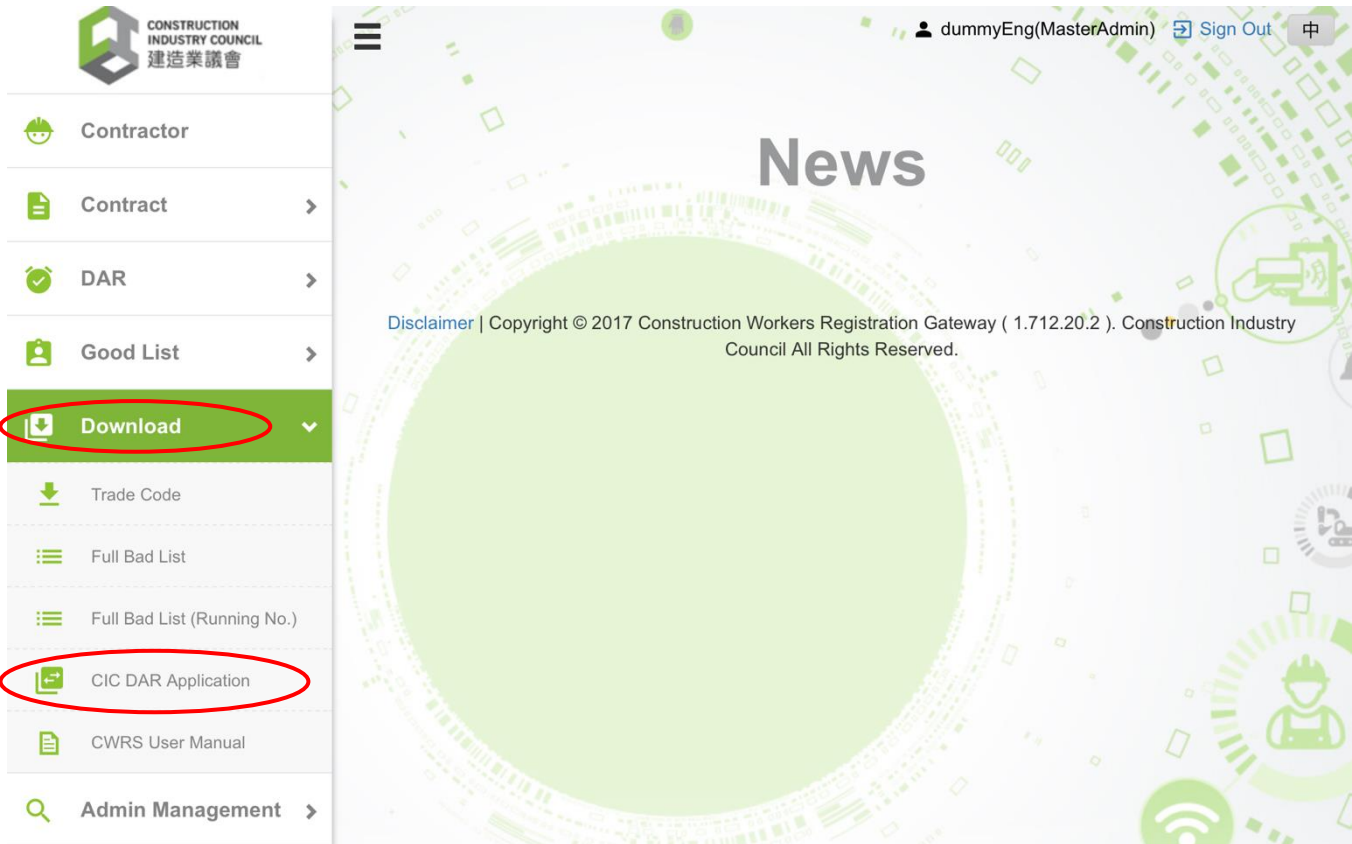 CONSTRUCTION
INDUSTRY COUNCIL
建造業議會
dummyEng(MasterAdmin) Sign Out 中
Contractor
Contract
DAR
Good List
Download
Trade Code
Full Bad List
Full Bad List (Running No.)
CIC DAR Application
CWRS User Manual
Admin Management
News
Disclaimer | Copyright © 2017 Construction Workers Registration Gateway ( 1.712.20.2 ). Construction Industry
Council All Rights Reserved.